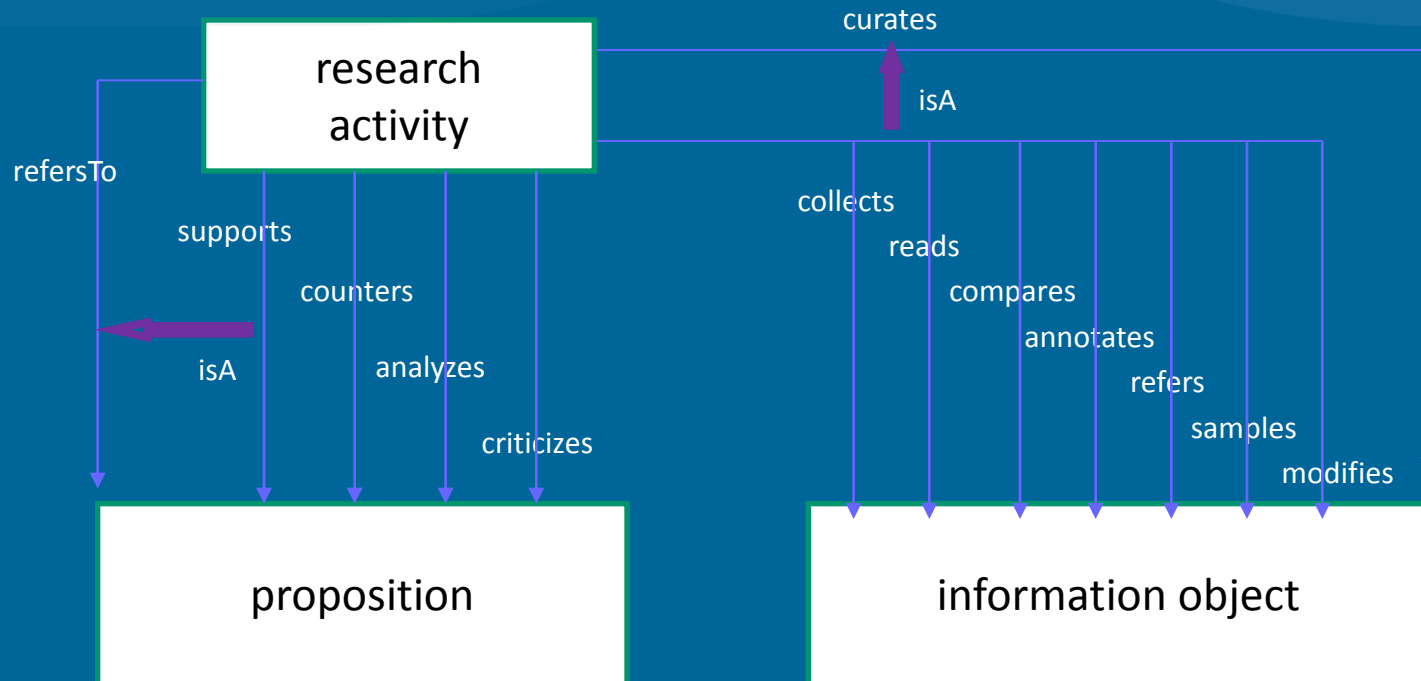 curates
research
activity
isA
refersTo
collects
supports
reads
counters
compares
annotates
isA
analyzes
refers
samples
criticizes
modifies
proposition
information object